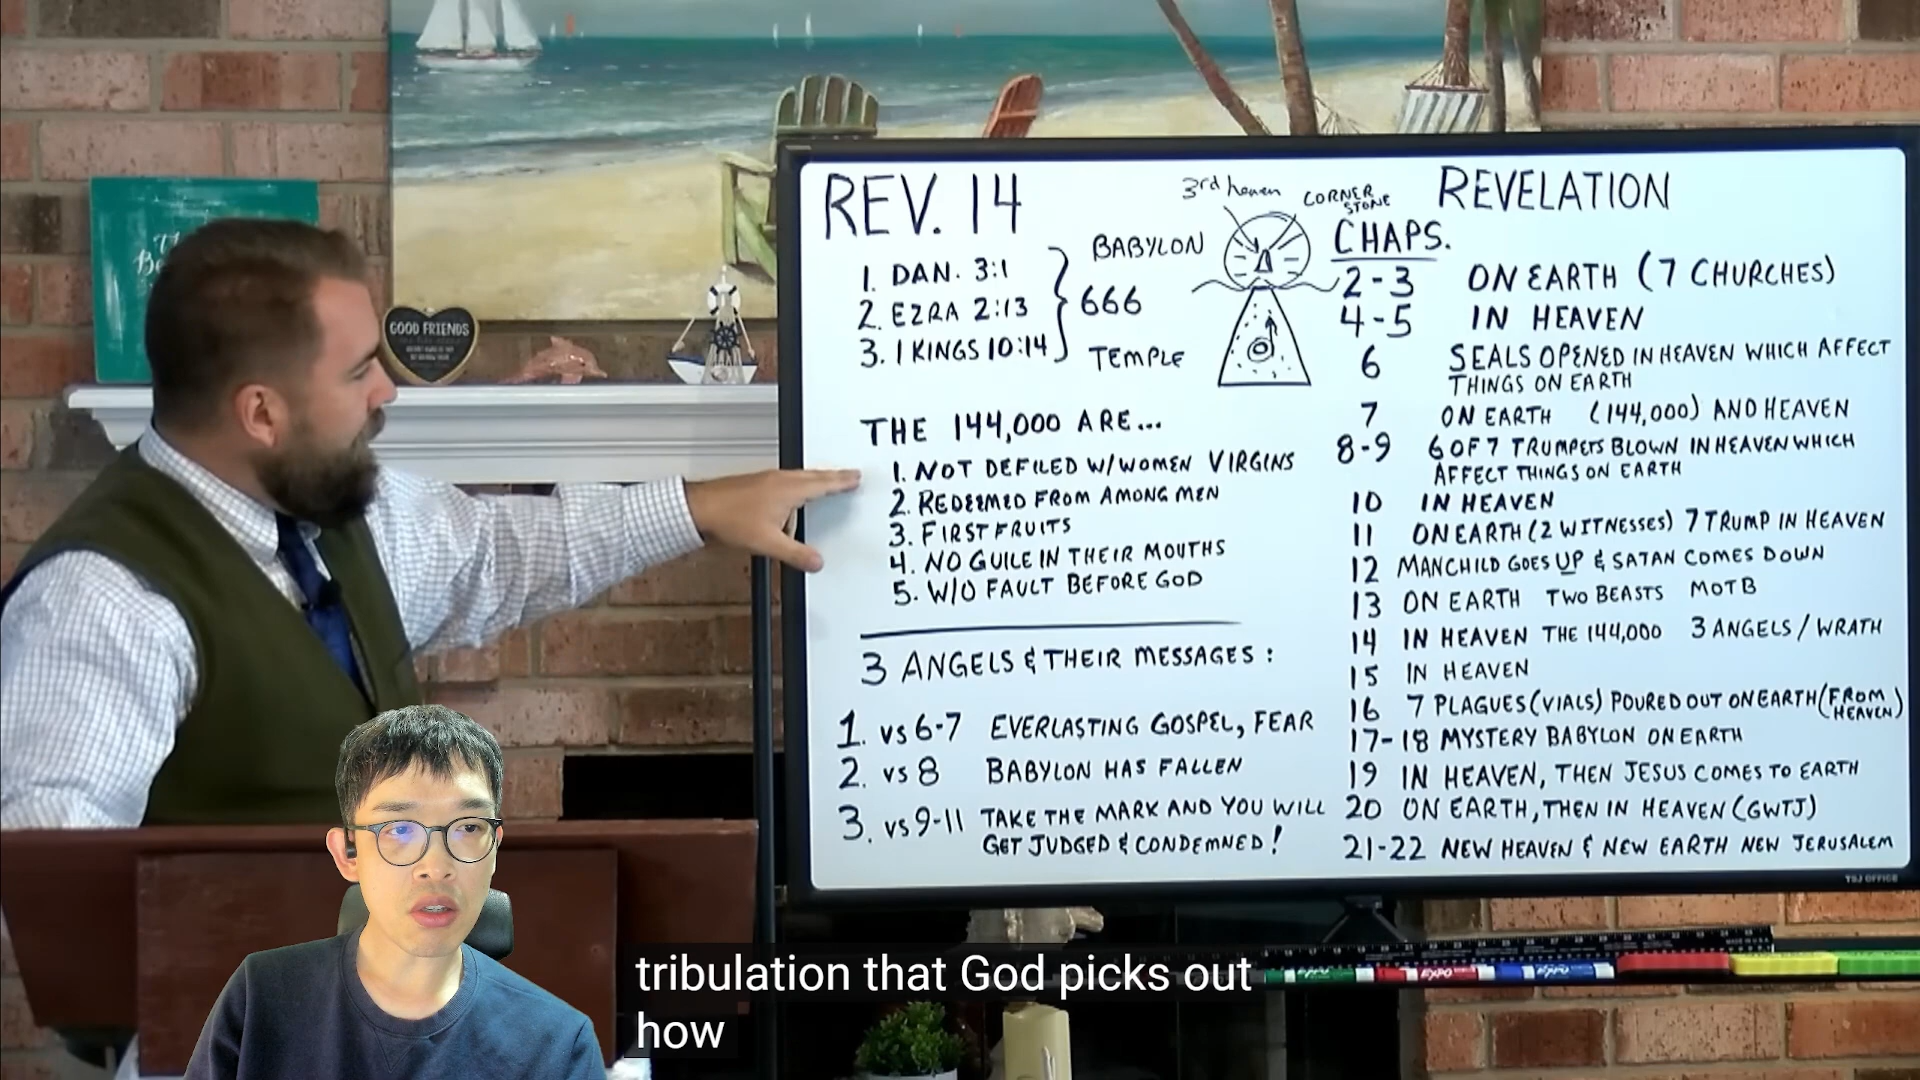 REV. 14
1. DAN. 3:1
2. EZRA 2:13
3. 1 KINGS 10:14
BABYLON
666
TEMPLE
3rd heaven
CORNER
STONE
THE 144,000 ARE...
1. NOT DEFILED W/WOMEN VIRGINS
2. REDEEMED FROM AMONG MEN
3. FIRST FRUITS
4. NO GUILE IN THEIR MOUTHS
5. W/O FAULT BEFORE GOD
3 ANGELS & THEIR MESSAGES :
1. vs 6-7 EVERLASTING GOSPEL, FEAR
2. vs 8 BABYLON HAS FALLEN
3. vs 9-11 TAKE THE MARK AND YOU WILL
GET JUDGED & CONDEMNED!
REVELATION
CHAPS.
2-3 ON EARTH (7 CHURCHES)
4-5 IN HEAVEN
6 SEALS OPENED IN HEAVEN WHICH AFFECT
THINGS ON EARTH
7 ON EARTH (144,000) AND HEAVEN
8-9 6 OF 7 TRUMPETS BLOWN IN HEAVEN WHICH
AFFECT THINGS ON EARTH
10 IN HEAVEN
11 ON EARTH (2 WITNESSES) 7 TRUMP IN HEAVEN
12 MANCHILD GOES UP & SATAN COMES DOWN
13 ON EARTH TWO BEASTS MOTB
14 IN HEAVEN THE 144,000 3 ANGELS / WRATH
15 IN HEAVEN
16 7 PLAGUES (VIALS) POURED OUT ON EARTH (FROM
HEAVEN)
17-18 MYSTERY BABYLON ON EARTH
19 IN HEAVEN, THEN JESUS COMES TO EARTH
20 ON EARTH, THEN IN HEAVEN (GWTJ)
21-22 NEW HEAVEN & NEW EARTH NEW JERUSALEM
TSJ OFFICE
GOOD FRIENDS
EXPO
EXPO
EXPO
tribulation that God picks out
how